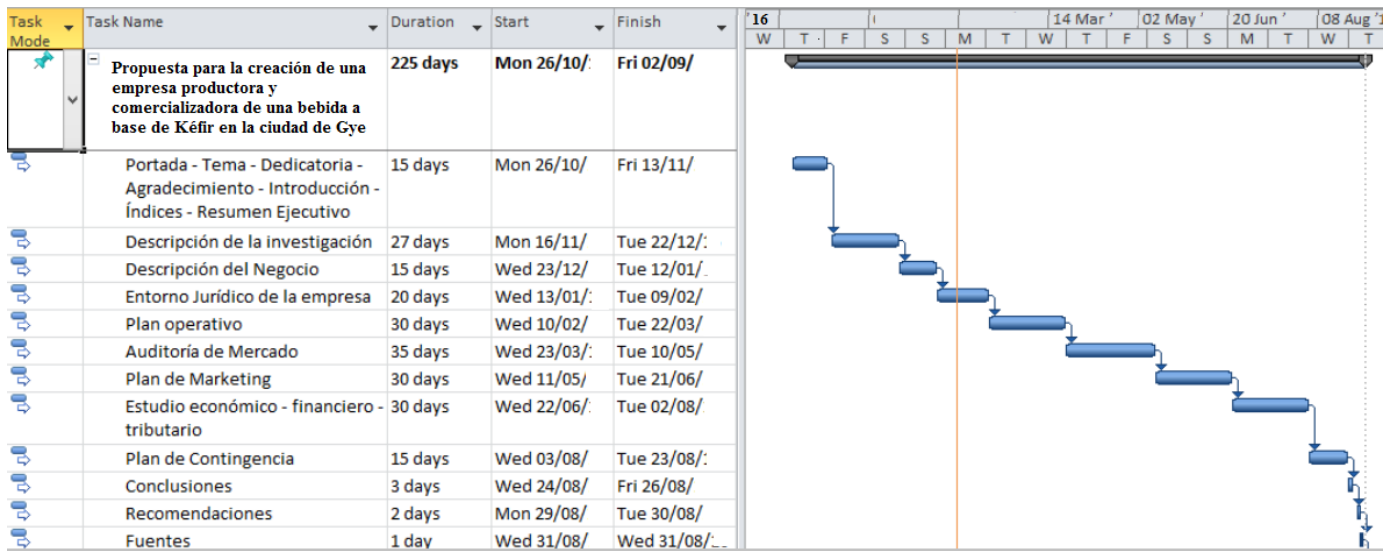 Task Mode Task Name Duration Start Finish '16 14 Mar ' 02 May ' 20 Jun ' 08 Aug '1
W T F S S M T W T F S S M T W T
Propuesta para la creación de una 225 days Mon 26/10/ Fri 02/09/
empresa productora y
comercializadora de una bebida a
base de Kéfir en la ciudad de Gye
Portada - Tema - Dedicatoria - 15 days Mon 26/10/ Fri 13/11/
Agradecimiento - Introducción -
Índices - Resumen Ejecutivo
Descripción de la investigación 27 days Mon 16/11/ Tue 22/12/
Descripción del Negocio 15 days Wed 23/12/ Tue 12/01/
Entorno Jurídico de la empresa 20 days Wed 13/01/ Tue 09/02/
Plan operativo 30 days Wed 10/02/ Tue 22/03/
Auditoría de Mercado 35 days Wed 23/03/ Tue 10/05/
Plan de Marketing 30 days Wed 11/05/ Tue 21/06/
Estudio económico - financiero - 30 days Wed 22/06/ Tue 02/08/
tributario
Plan de Contingencia 15 days Wed 03/08/ Tue 23/08/
Conclusiones 3 days Wed 24/08/ Fri 26/08/
Recomendaciones 2 days Mon 29/08/ Tue 30/08/
Fuentes 1 day Wed 31/08/ Wed 31/08/